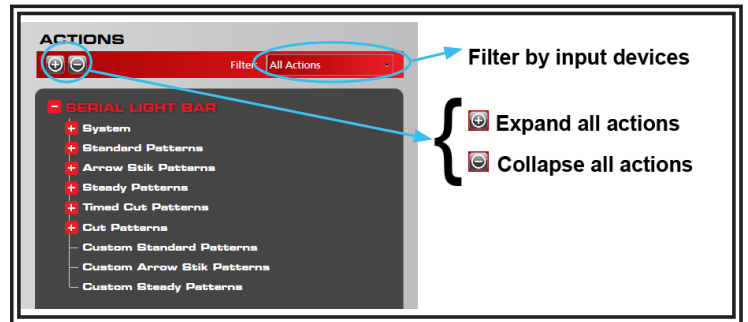 ACTIONS
Filter: All Actions
Filter by input devices
SERIAL LIGHT BAR
System
Standard Patterns
Arrow Stik Patterns
Steady Patterns
Timed Cut Patterns
Cut Patterns
Custom Standard Patterns
Custom Arrow Stik Patterns
Custom Steady Patterns
Expand all actions
Collapse all actions